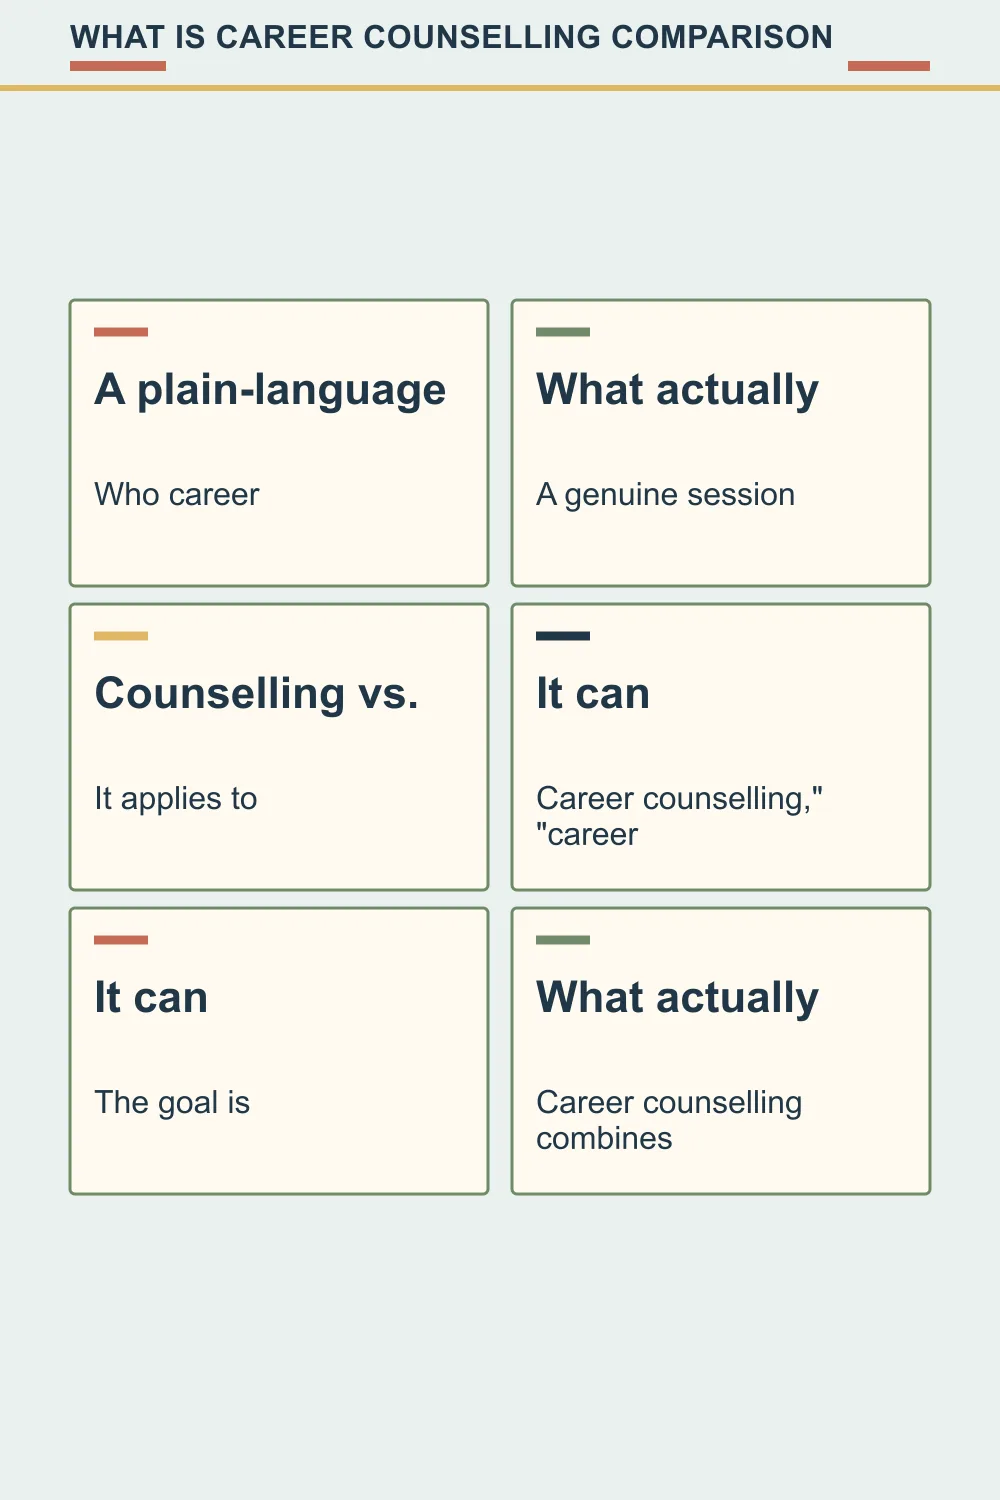 WHAT IS CAREER COUNSELLING COMPARISON
A plain-language
Who career
What actually
A genuine session
Counselling vs.
It applies to
It can
Career counselling,"
"career
It can
The goal is
What actually
Career counselling
combines